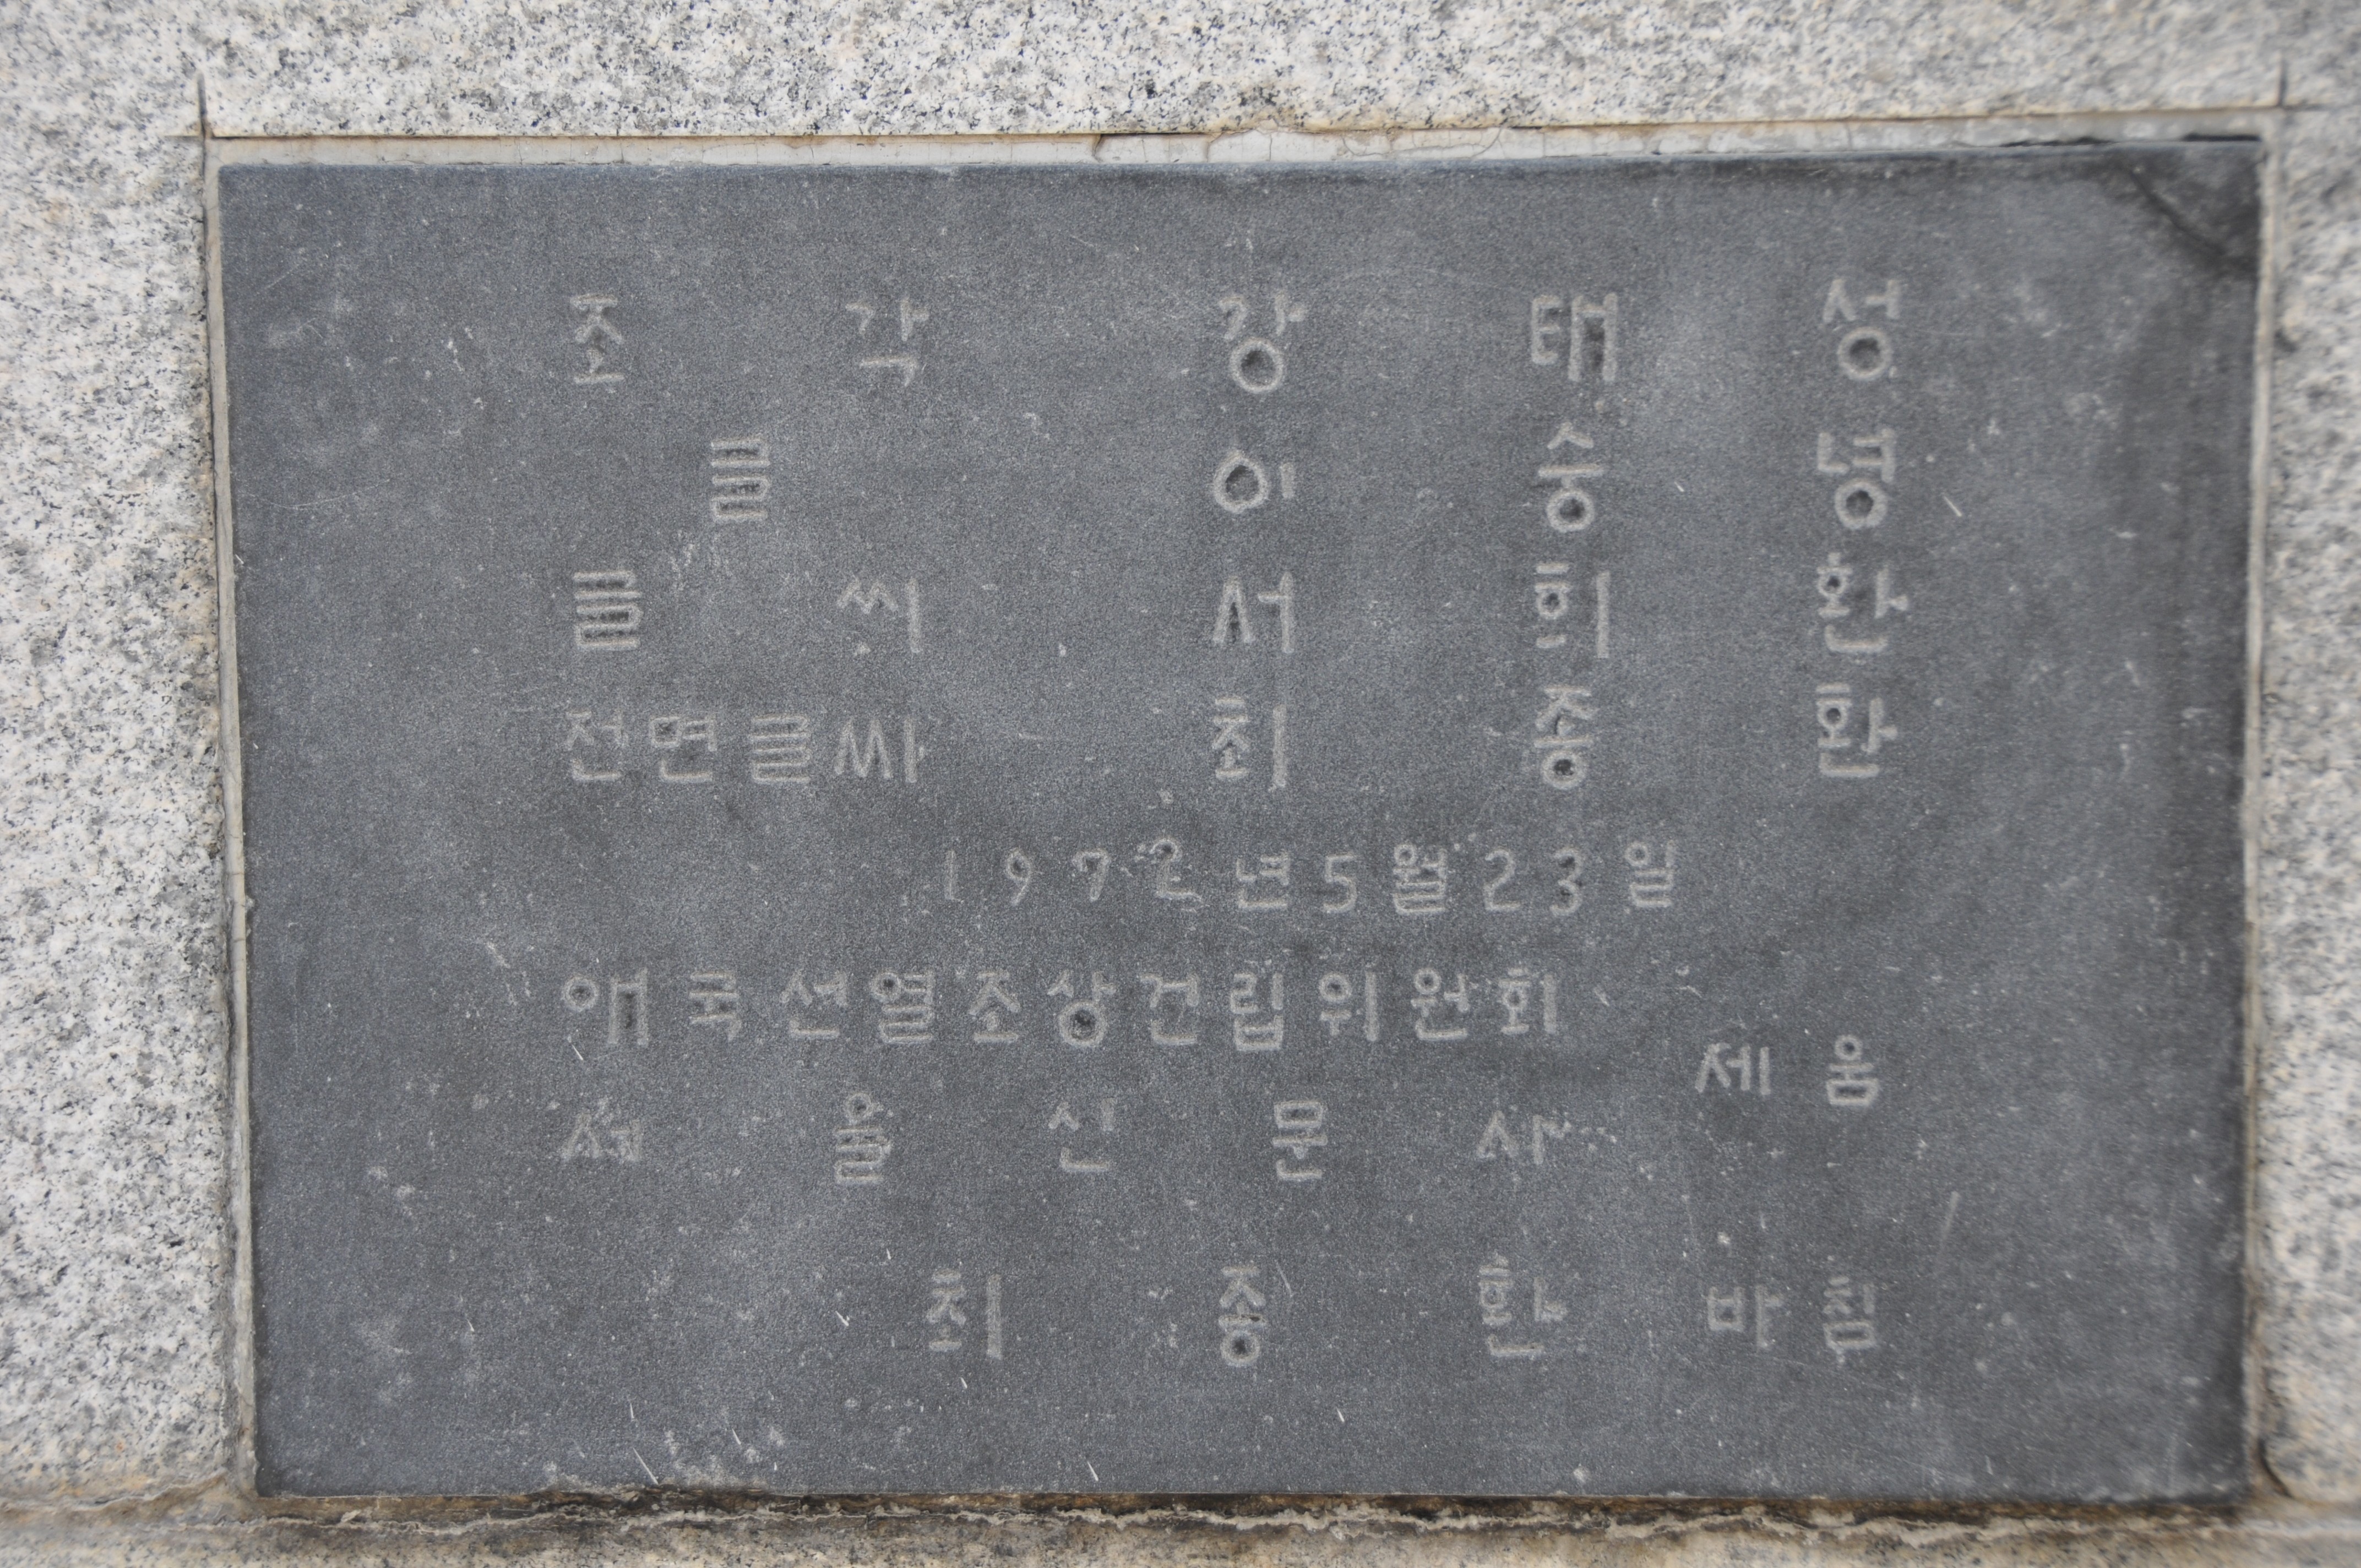 조 각 강 태 성
글 이 숭 녕
글 씨 서 희 환
전면글싸 최 종 환
1972년5월23일
애국선열조상건립위원회
서 울 신 문 사
세 움
최 종 환 바 침